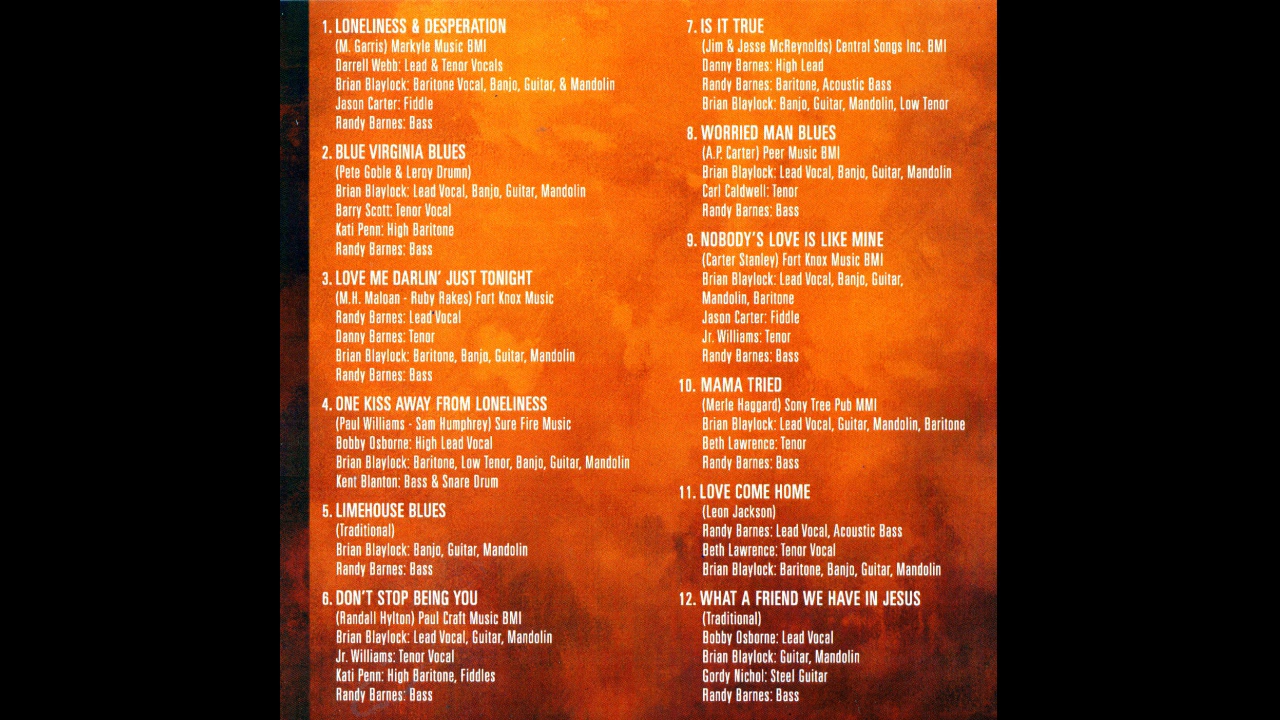 1. LONELINESS & DESPERATION
(M. Garris) Markyle Music BMI
Darrell Webb: Lead & Tenor Vocals
Brian Blaylock: Baritone Vocal, Banjo, Guitar, & Mandolin
Jason Carter: Fiddle
Randy Barnes: Bass
2. BLUE VIRGINIA BLUES
(Pete Goble & Leroy Drumn)
Brian Blaylock: Lead Vocal, Banjo, Guitar, Mandolin
Barry Scott: Tenor Vocal
Kati Penn: High Baritone
Randy Barnes: Bass
3. LOVE ME DARLIN' JUST TONIGHT
(M.H. Maloan - Ruby Rakes) Fort Knox Music
Randy Barnes: Lead Vocal
Danny Barnes: Tenor
Brian Blaylock: Baritone, Banjo, Guitar, Mandolin
Randy Barnes: Bass
4. ONE KISS AWAY FROM LONELINESS
(Paul Williams - Sam Humphrey) Sure Fire Music
Bobby Osborne: High Lead Vocal
Brian Blaylock: Baritone, Low Tenor, Banjo, Guitar, Mandolin
Kent Blanton: Bass & Snare Drum
5. LIMEHOUSE BLUES
(Traditional)
Brian Blaylock: Banjo, Guitar, Mandolin
Randy Barnes: Bass
6. DON'T STOP BEING YOU
(Randall Hylton) Paul Craft Music BMI
Brian Blaylock: Lead Vocal, Guitar, Mandolin
Jr. Williams: Tenor Vocal
Kati Penn: High Baritone, Fiddles
Randy Barnes: Bass
7. IS IT TRUE
(Jim & Jesse McReynolds) Central Songs Inc. BMI
Danny Barnes: High Lead
Randy Barnes: Baritone, Acoustic Bass
Brian Blaylock: Banjo, Guitar, Mandolin, Low Tenor
8. WORRIED MAN BLUES
(A.P. Carter) Peer Music BMI
Brian Blaylock: Lead Vocal, Banjo, Guitar, Mandolin
Carl Caldwell: Tenor
Randy Barnes: Bass
9. NOBODY'S LOVE IS LIKE MINE
(Carter Stanley) Fort Knox Music BMI
Brian Blaylock: Lead Vocal, Banjo, Guitar,
Mandolin, Baritone
Jason Carter: Fiddle
Jr. Williams: Tenor
Randy Barnes: Bass
10. MAMA TRIED
(Merle Haggard) Sony Tree Pub MMI
Brian Blaylock: Lead Vocal, Guitar, Mandolin, Baritone
Beth Lawrence: Tenor
Randy Barnes: Bass
11. LOVE COME HOME
(Leon Jackson)
Randy Barnes: Lead Vocal, Acoustic Bass
Beth Lawrence: Tenor Vocal
Brian Blaylock: Baritone, Banjo, Guitar, Mandolin
12. WHAT A FRIEND WE HAVE IN JESUS
(Traditional)
Bobby Osborne: Lead Vocal
Brian Blaylock: Guitar, Mandolin
Gordy Nichol: Steel Guitar
Randy Barnes: Bass